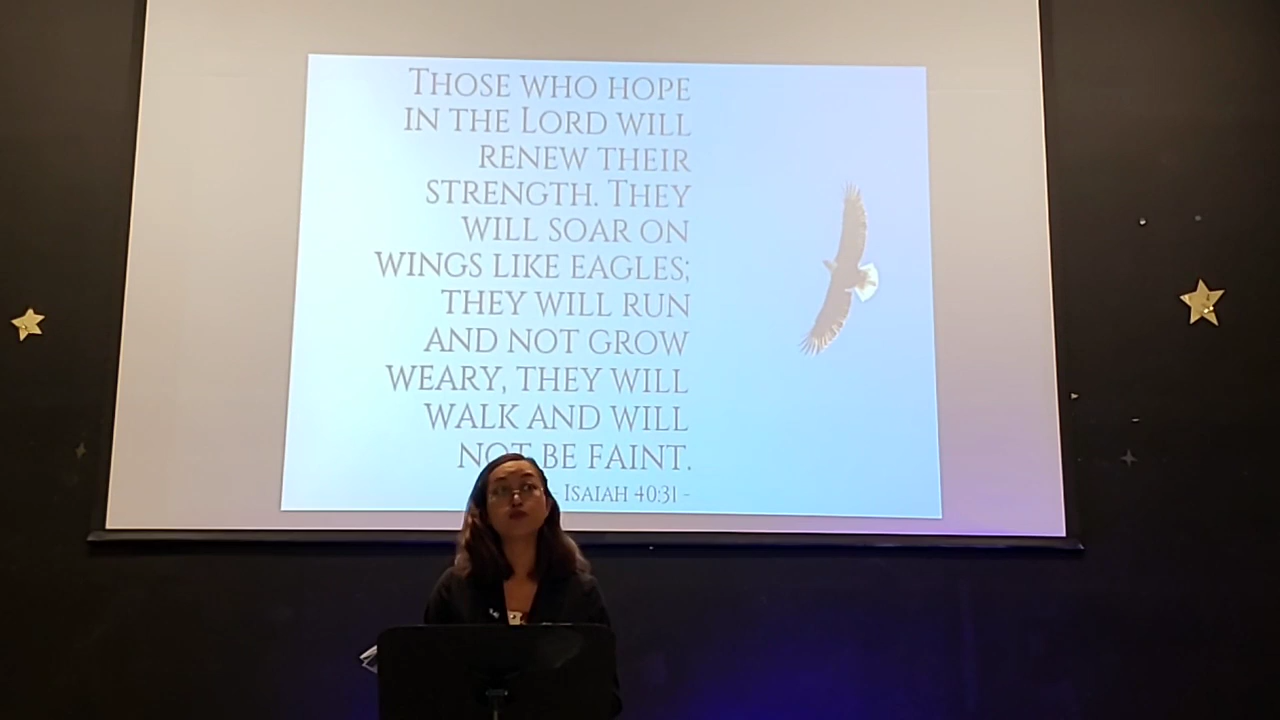 Those who hope
in the Lord will
renew their
strength. They
will soar on
wings like eagles;
they will run
and not grow
weary, they will
walk and will
not be faint.
- Isaiah 40:31 -